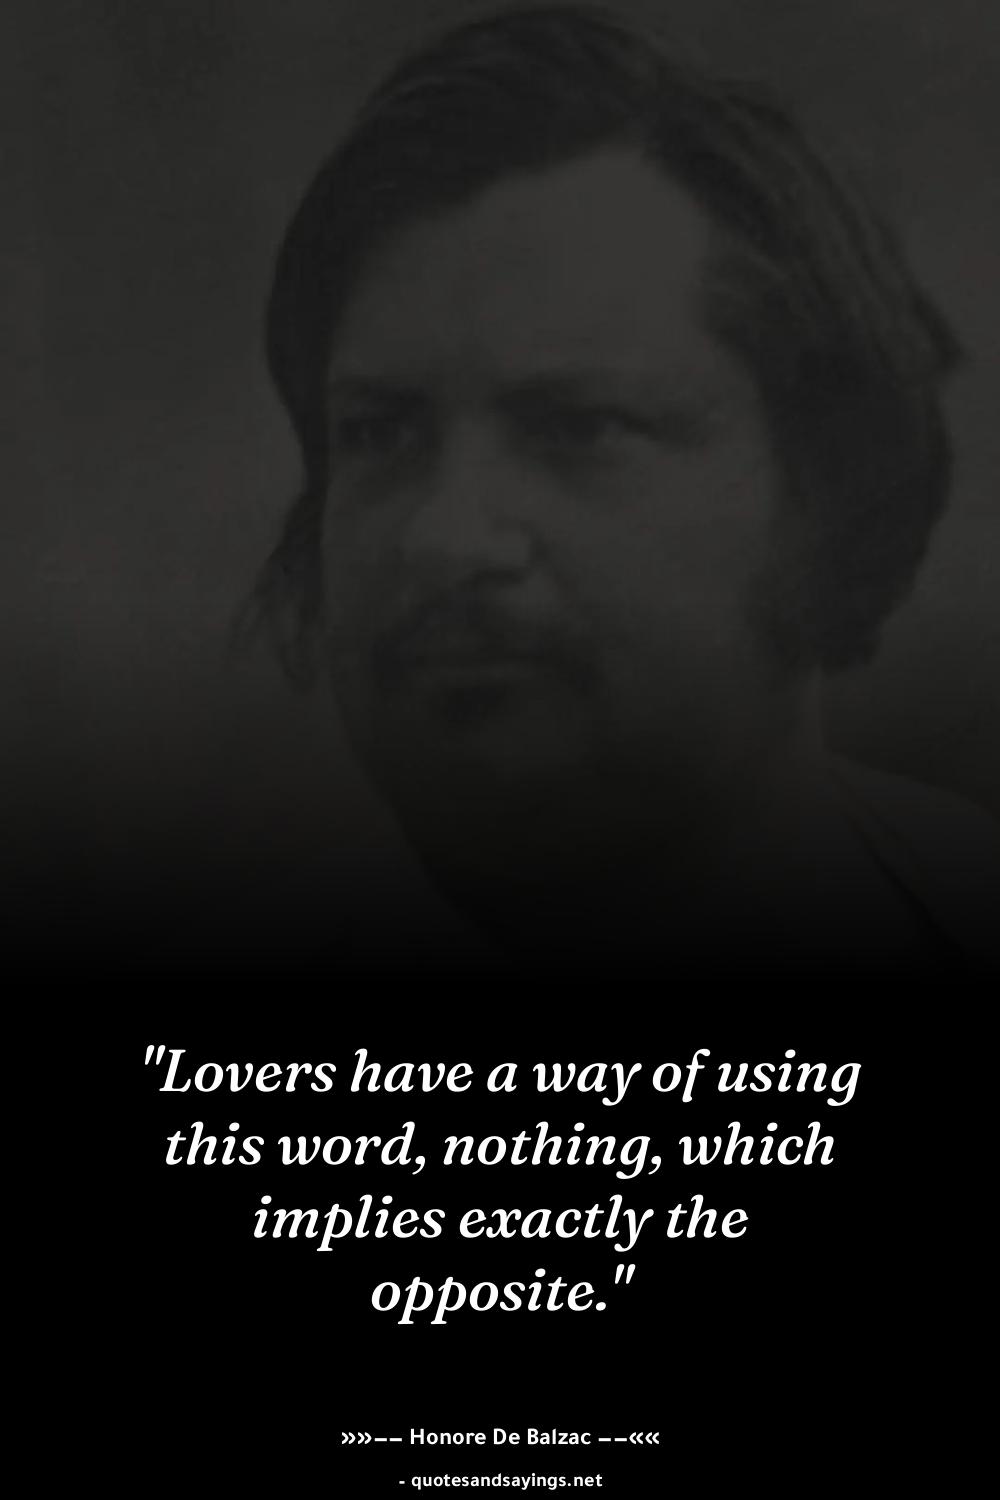 "Lovers have a way of using
this word, nothing, which
implies exactly the
opposite."
»»−− Honore De Balzac −−««
- quotesandsayings.net